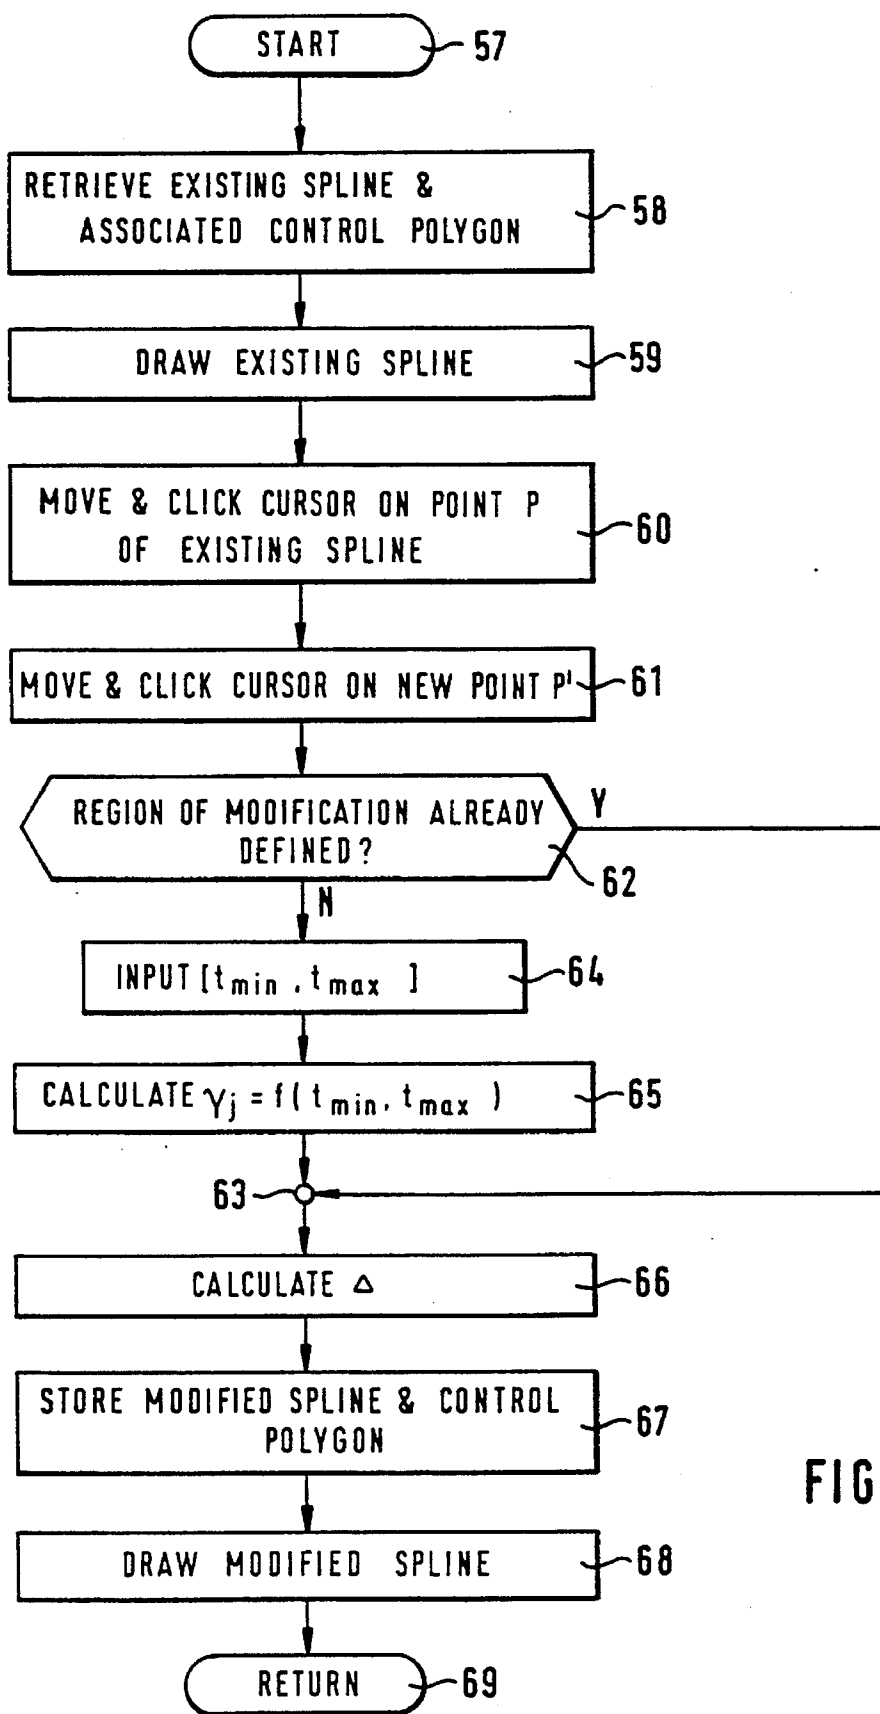 START 57
RETRIEVE EXISTING SPLINE &
ASSOCIATED CONTROL POLYGON 58
DRAW EXISTING SPLINE 59
MOVE & CLICK CURSOR ON POINT P
OF EXISTING SPLINE 60
MOVE & CLICK CURSOR ON NEW POINT P' 61
REGION OF MODIFICATION ALREADY
DEFINED? 62
Y
N
INPUT [tmin, tmax] 64
CALCULATE γj = f(tmin, tmax) 65
63
CALCULATE Δ 66
STORE MODIFIED SPLINE & CONTROL
POLYGON 67
FIG
DRAW MODIFIED SPLINE 68
RETURN 69